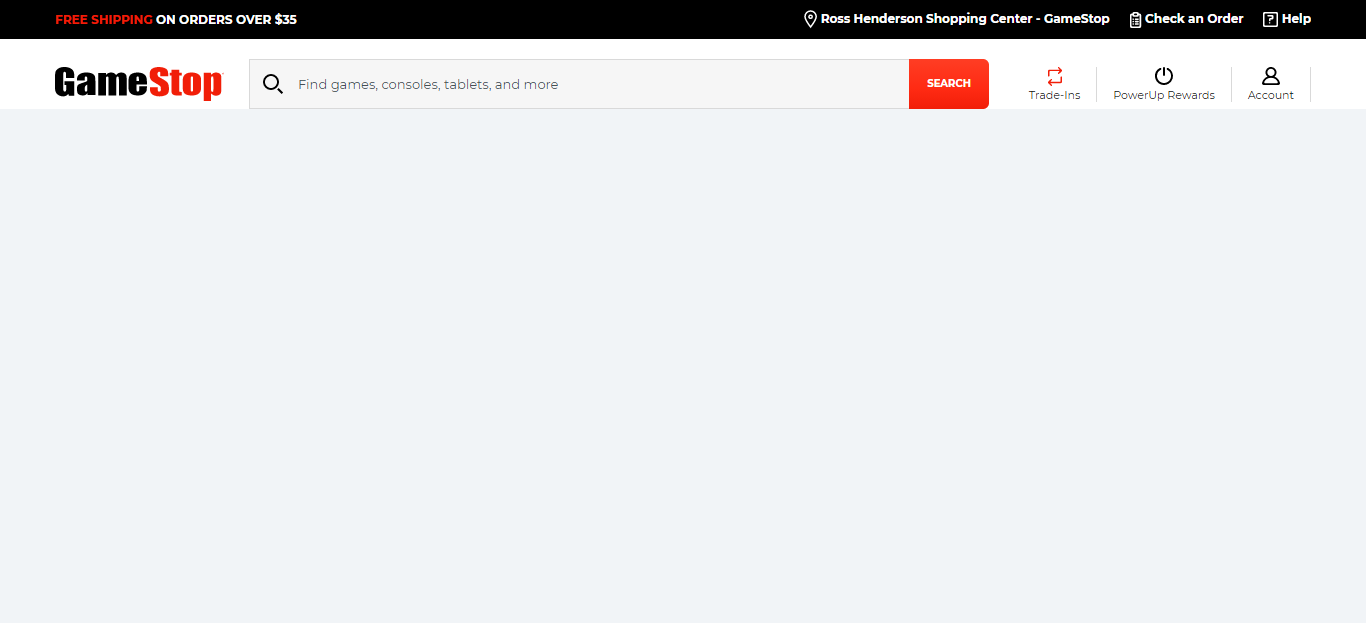 FREE SHIPPING ON ORDERS OVER $35
Ross Henderson Shopping Center - GameStop
Check an Order
Help
GameStop
Find games, consoles, tablets, and more
SEARCH
Trade-Ins
PowerUp Rewards
Account